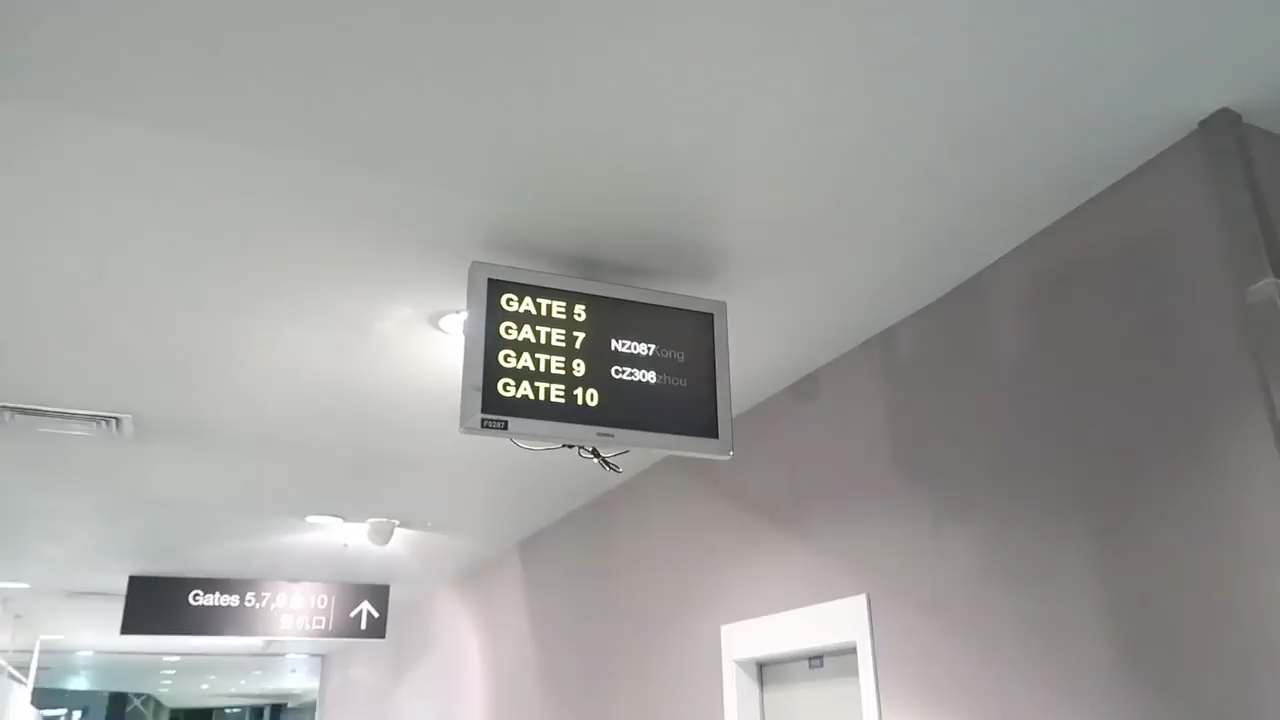 GATE 5
GATE 7 NZ087
GATE 9 CZ306
GATE 10
F0287
Gates 5,7,9 & 10
登机口